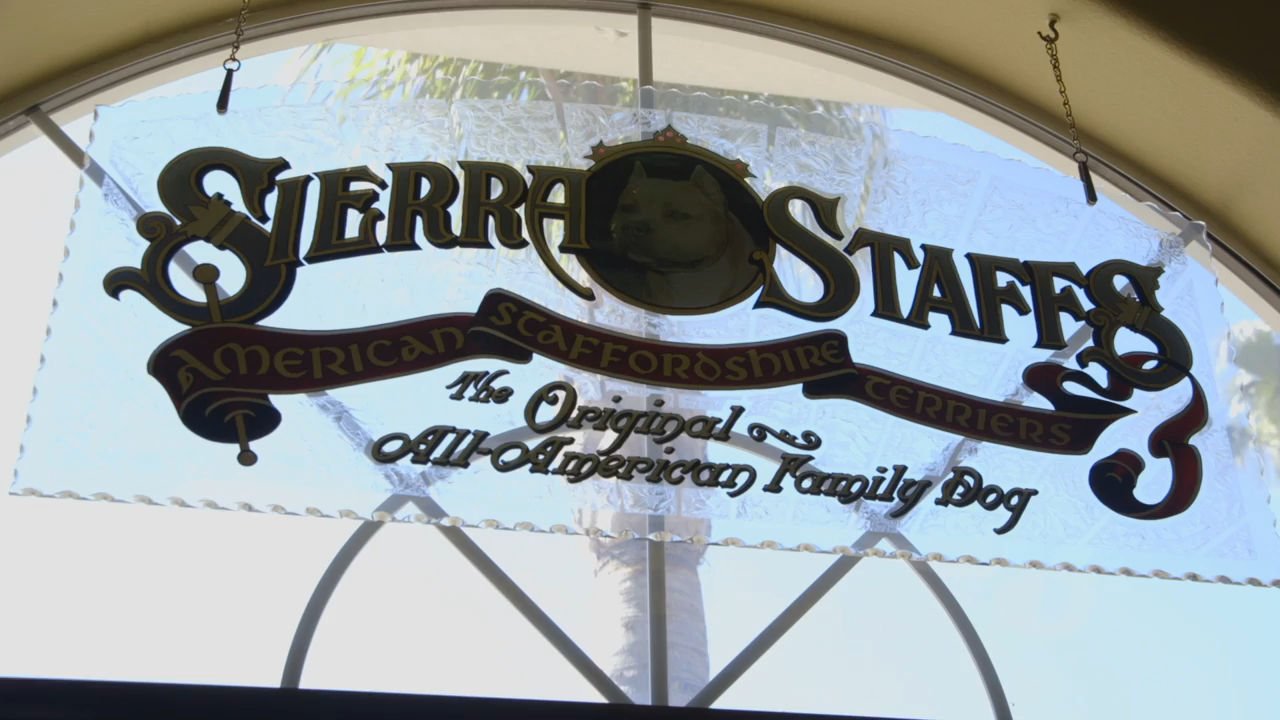 SIERRA STAFFS
AMERICAN STAFFORDSHIRE TERRIERS
The Original
All-American Family Dog